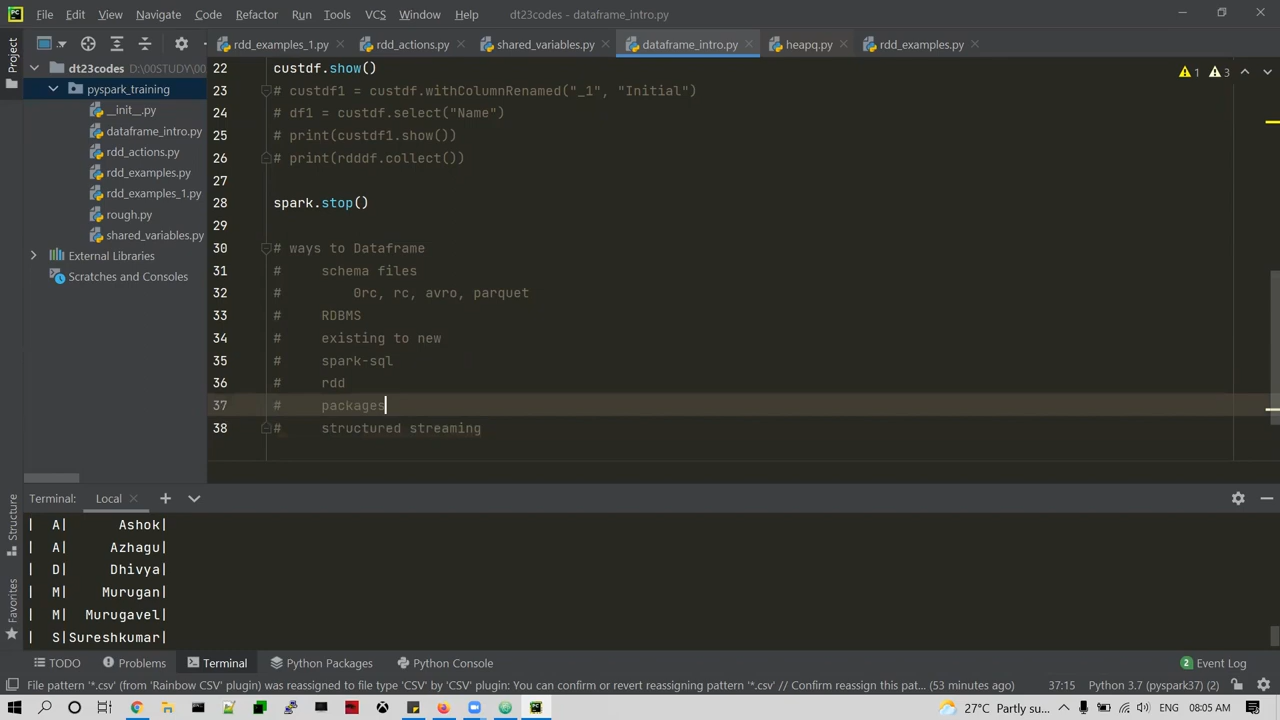 File Edit View Navigate Code Refactor Run Tools VCS Window Help dt23codes - dataframe_intro.py
Project
rdd_examples_1.py rdd_actions.py shared_variables.py dataframe_intro.py heapq.py rdd_examples.py
dt23codes D:\00STUDY\00
pyspark_training
__init__.py
dataframe_intro.py
rdd_actions.py
rdd_examples.py
rdd_examples_1.py
rough.py
shared_variables.py
External Libraries
Scratches and Consoles
22 custdf.show()
23 # custdf1 = custdf.withColumnRenamed("_1", "Initial")
24 # df1 = custdf.select("Name")
25 # print(custdf1.show())
26 # print(rdddf.collect())
27
28 spark.stop()
29
30 # ways to Dataframe
31 # schema files
32 # 0rc, rc, avro, parquet
33 # RDBMS
34 # existing to new
35 # spark-sql
36 # rdd
37 # packages
38 # structured streaming
1 3
Structure
Favorites
Terminal: Local
| A| Ashok|
| A| Azhagu|
| D| Dhivya|
| M| Murugan|
| M| Murugavel|
| S|Sureshkumar|
TODO Problems Terminal Python Packages Python Console 2 Event Log
File pattern '*.csv' (from 'Rainbow CSV' plugin) was reassigned to file type 'CSV' by 'CSV' plugin: You can confirm or revert reassigning pattern '*.csv' // Confirm reassign this pat... (53 minutes ago) 37:15 Python 3.7 (pyspark37) (2)
27°C Partly su... ENG 08:05 AM